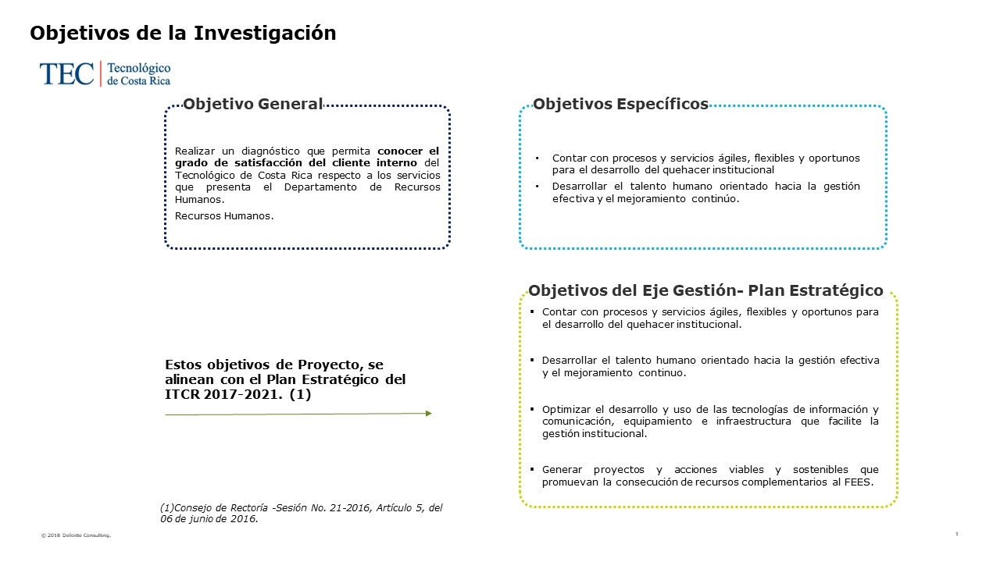 Objetivos de la Investigación
TEC Tecnológico
de Costa Rica
Objetivo General
Realizar un diagnóstico que permita conocer el
grado de satisfacción del cliente interno del
Tecnológico de Costa Rica respecto a los servicios
que presenta el Departamento de Recursos
Humanos.
Recursos Humanos.
Objetivos Específicos
• Contar con procesos y servicios ágiles, flexibles y oportunos
para el desarrollo del quehacer institucional
• Desarrollar el talento humano orientado hacia la gestión
efectiva y el mejoramiento continúo.
Estos objetivos de Proyecto, se
alinean con el Plan Estratégico del
ITCR 2017-2021. (1)
Objetivos del Eje Gestión- Plan Estratégico
▪ Contar con procesos y servicios ágiles, flexibles y oportunos para
el desarrollo del quehacer institucional.
▪ Desarrollar el talento humano orientado hacia la gestión efectiva
y el mejoramiento continuo.
▪ Optimizar el desarrollo y uso de las tecnologías de información y
comunicación, equipamiento e infraestructura que facilite la
gestión institucional.
▪ Generar proyectos y acciones viables y sostenibles que
promuevan la consecución de recursos complementarios al FEES.
(1)Consejo de Rectoría -Sesión No. 21-2016, Artículo 5, del
06 de junio de 2016.
© 2018 Deloitte Consulting.
1